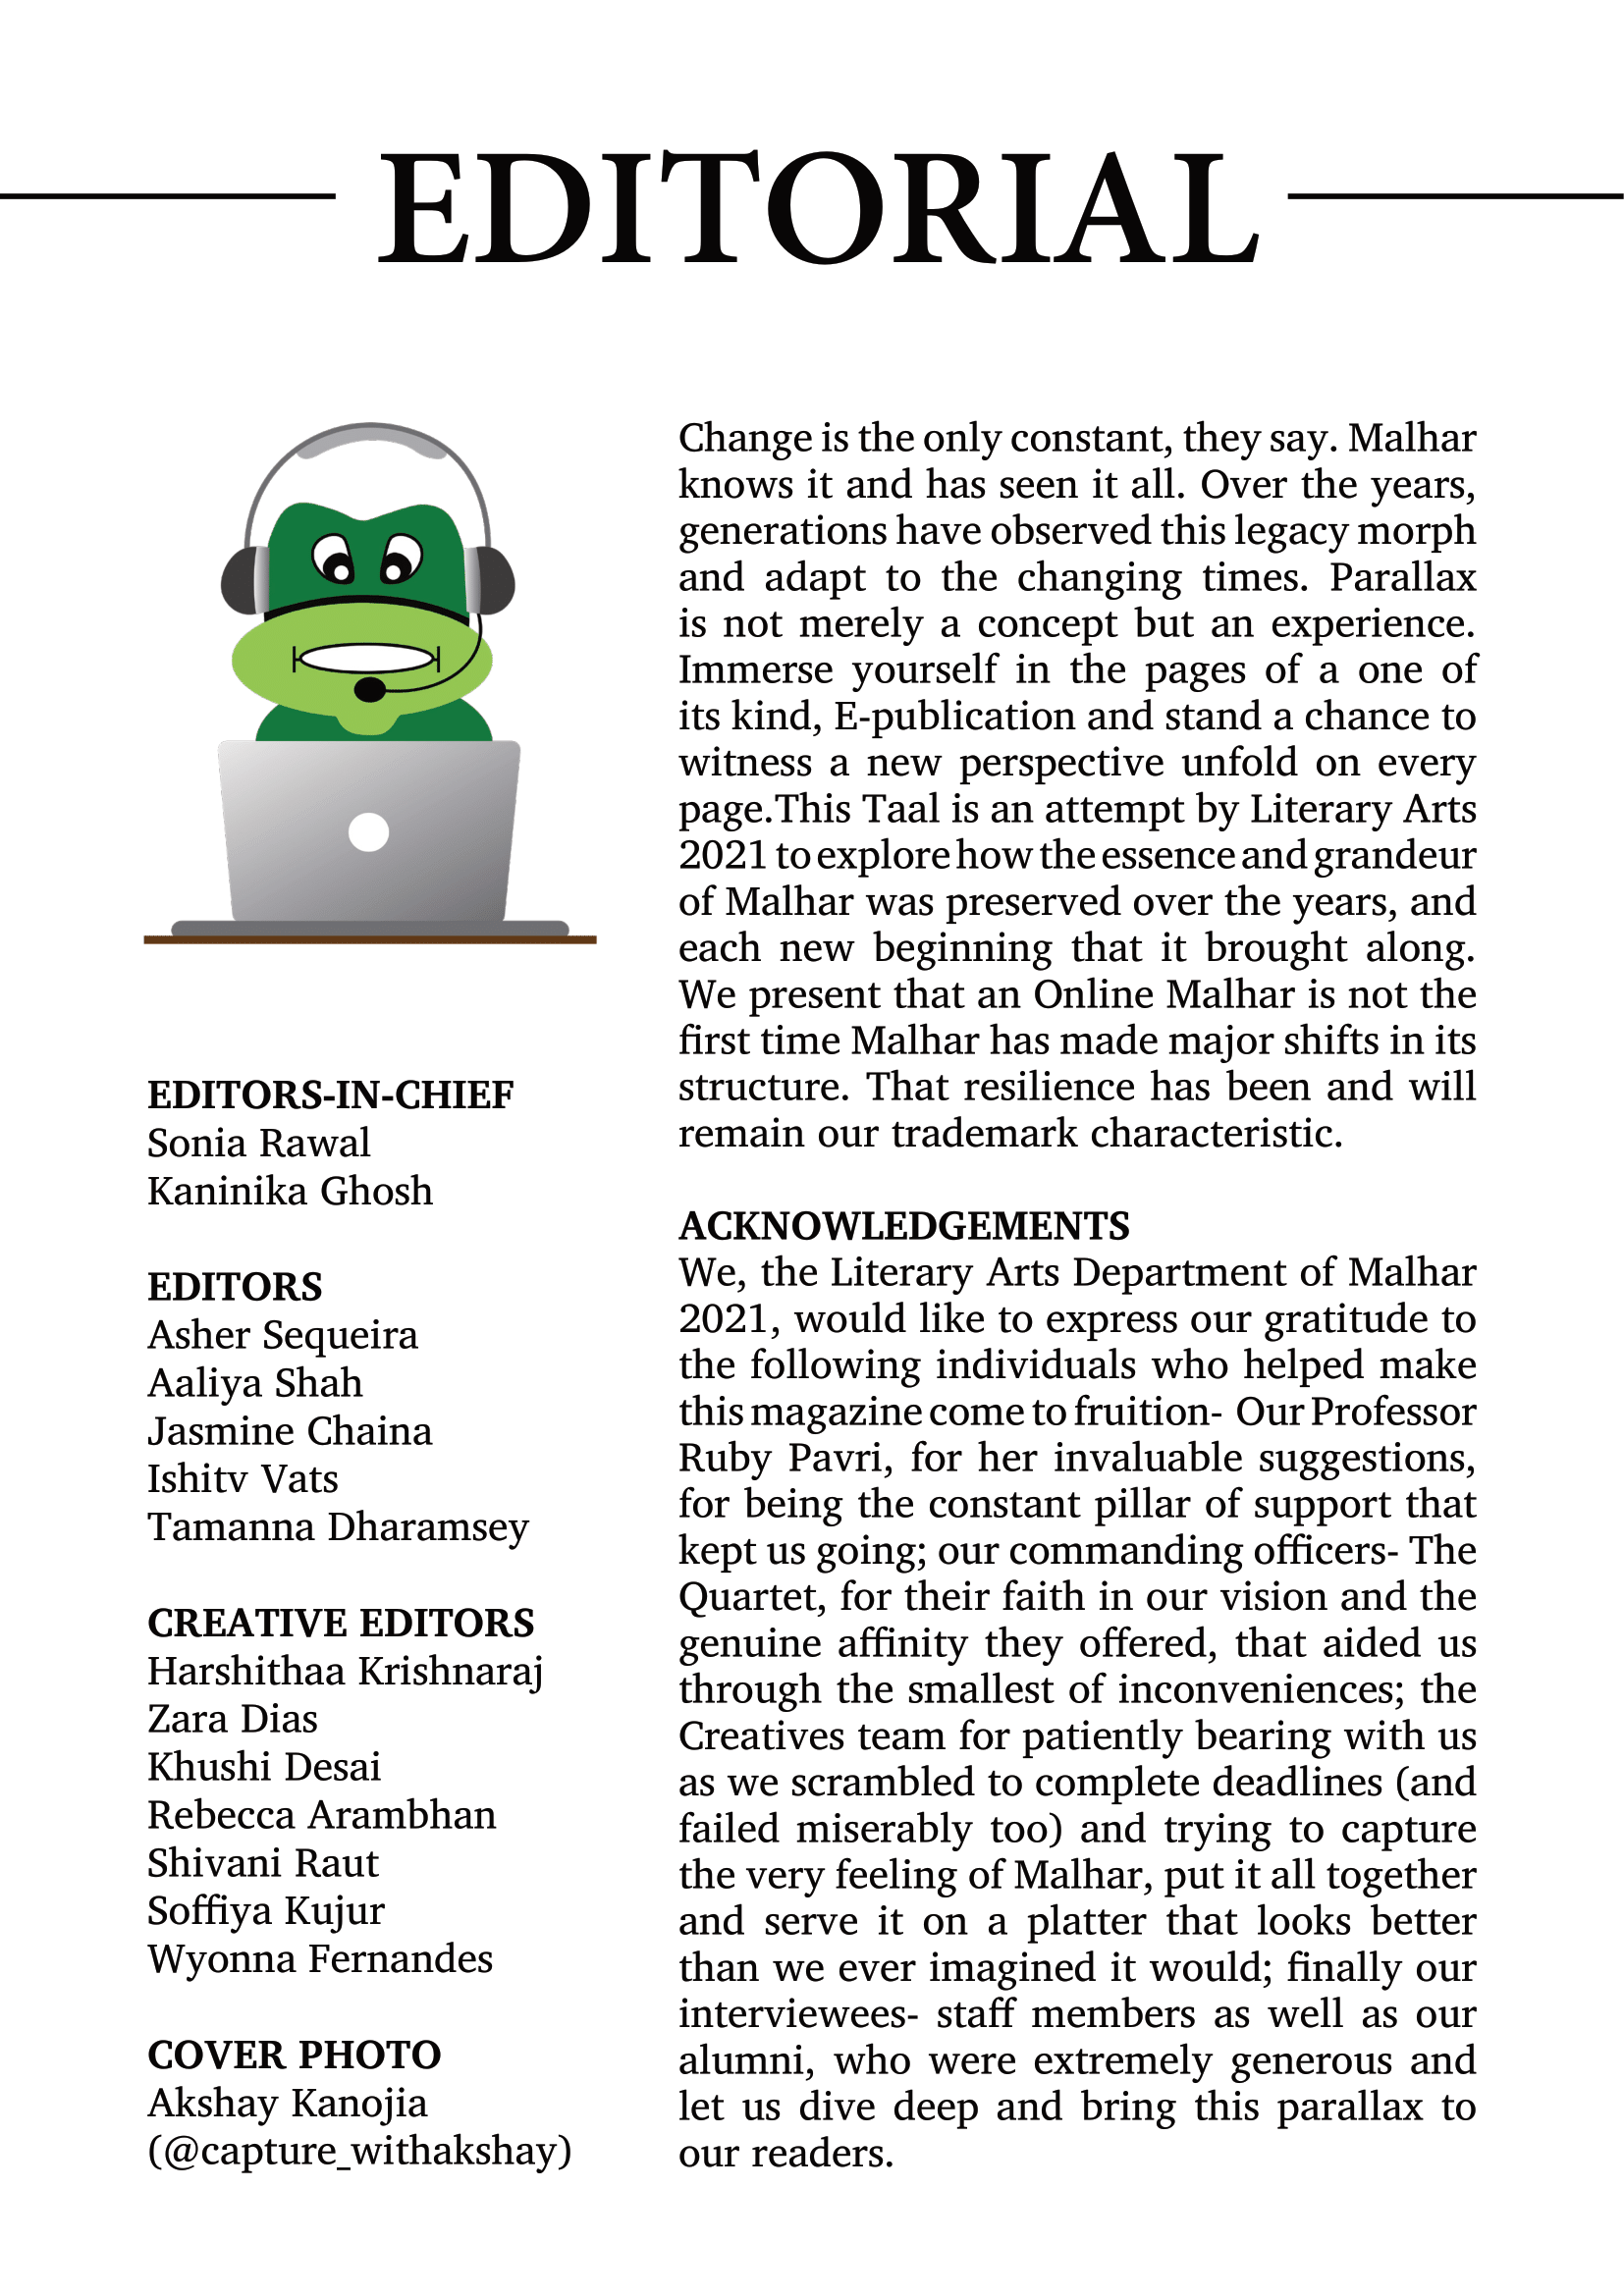 EDITORIAL
EDITORS-IN-CHIEF
Sonia Rawal
Kaninika Ghosh
EDITORS
Asher Sequeira
Aaliya Shah
Jasmine Chaina
Ishitv Vats
Tamanna Dharamsey
CREATIVE EDITORS
Harshithaa Krishnaraj
Zara Dias
Khushi Desai
Rebecca Arambhan
Shivani Raut
Soffiya Kujur
Wyonna Fernandes
COVER PHOTO
Akshay Kanojia
(@capture_withakshay)
Change is the only constant, they say. Malhar
knows it and has seen it all. Over the years,
generations have observed this legacy morph
and adapt to the changing times. Parallax
is not merely a concept but an experience.
Immerse yourself in the pages of a one of
its kind, E-publication and stand a chance to
witness a new perspective unfold on every
page.This Taal is an attempt by Literary Arts
2021 to explore how the essence and grandeur
of Malhar was preserved over the years, and
each new beginning that it brought along.
We present that an Online Malhar is not the
first time Malhar has made major shifts in its
structure. That resilience has been and will
remain our trademark characteristic.
ACKNOWLEDGEMENTS
We, the Literary Arts Department of Malhar
2021, would like to express our gratitude to
the following individuals who helped make
this magazine come to fruition- Our Professor
Ruby Pavri, for her invaluable suggestions,
for being the constant pillar of support that
kept us going; our commanding officers- The
Quartet, for their faith in our vision and the
genuine affinity they offered, that aided us
through the smallest of inconveniences; the
Creatives team for patiently bearing with us
as we scrambled to complete deadlines (and
failed miserably too) and trying to capture
the very feeling of Malhar, put it all together
and serve it on a platter that looks better
than we ever imagined it would; finally our
interviewees- staff members as well as our
alumni, who were extremely generous and
let us dive deep and bring this parallax to
our readers.